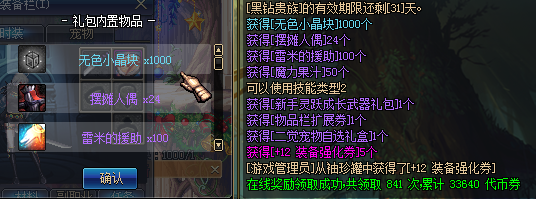 装备栏[I]
- 礼包内置物品 -
时装
宠物
无色小晶块 x1000
摆摊人偶 x24
雷米的援助 x100
确认
[黑钻贵族]的有效期限还剩[31]天。
获得[无色小晶块]1000个
获得[摆摊人偶]24个
获得[雷米的援助]100个
获得[魔力果汁]50个
可以使用技能类型2
获得[新手灵跃成长武器礼包]1个
获得[物品栏扩展券]1个
获得[二觉宠物自选礼盒]1个
获得[+12 装备强化券]5个
[游戏管理员]从袖珍罐中获得了[+12 装备强化券]
在线奖励领取成功,共领取 841 次,累计 33640 代币券